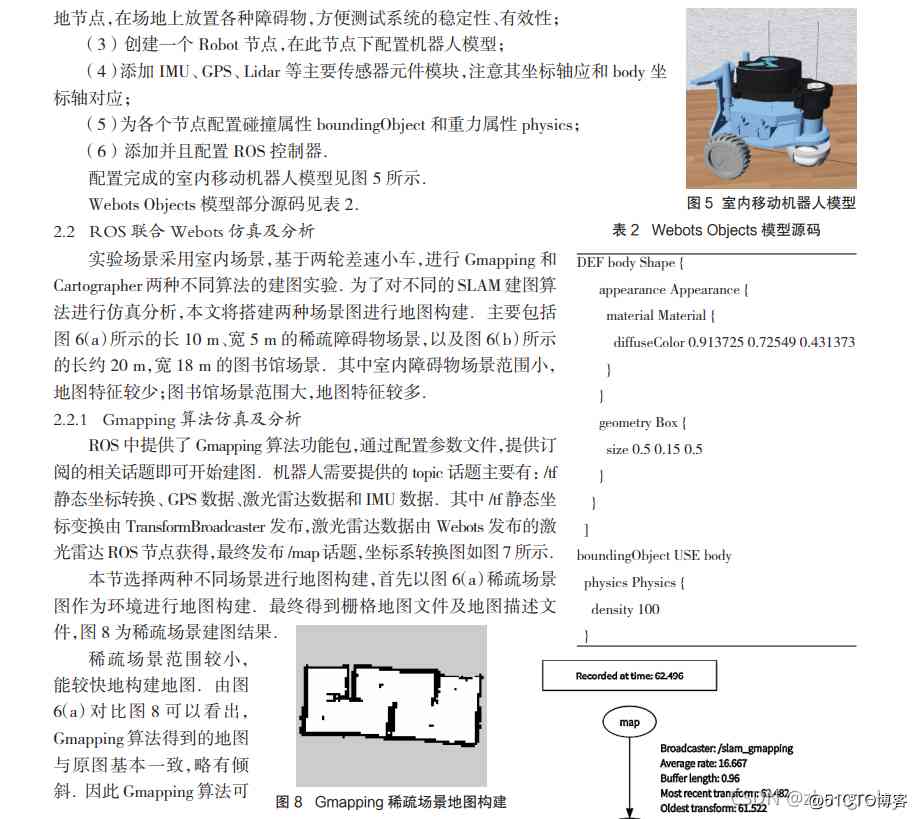 地节点,在场地上放置各种障碍物,方便测试系统的稳定性、有效性;
(3) 创建一个 Robot 节点,在此节点下配置机器人模型;
(4)添加 IMU、GPS、Lidar 等主要传感器元件模块,注意其坐标轴应和 body 坐
标轴对应;
(5)为各个节点配置碰撞属性 boundingObject 和重力属性 physics;
(6) 添加并且配置 ROS 控制器.
配置完成的室内移动机器人模型见图 5 所示.
Webots Objects 模型部分源码见表 2.
2.2 ROS 联合 Webots 仿真及分析
实验场景采用室内场景,基于两轮差速小车,进行 Gmapping 和
Cartographer 两种不同算法的建图实验. 为了对不同的 SLAM 建图算
法进行仿真分析,本文将搭建两种场景图进行地图构建. 主要包括
图 6(a)所示的长 10 m、宽 5 m 的稀疏障碍物场景,以及图 6(b)所示
的长约 20 m,宽 18 m 的图书馆场景. 其中室内障碍物场景范围小,
地图特征较少;图书馆场景范围大,地图特征较多.
2.2.1 Gmapping 算法仿真及分析
ROS 中提供了 Gmapping 算法功能包,通过配置参数文件,提供订
阅的相关话题即可开始建图. 机器人需要提供的 topic 话题主要有: /tf
静态坐标转换、GPS 数据、激光雷达数据和 IMU 数据. 其中 /tf 静态坐
标变换由 TransformBroadcaster 发布,激光雷达数据由 Webots 发布的激
光雷达 ROS 节点获得,最终发布 /map 话题,坐标系转换图如图 7 所示.
本节选择两种不同场景进行地图构建,首先以图 6(a)稀疏场景
图作为环境进行地图构建. 最终得到栅格地图文件及地图描述文
件,图 8 为稀疏场景建图结果.
稀疏场景范围较小,
能较快地构建地图. 由图
6(a) 对比图 8 可以看出,
Gmapping 算法得到的地图
与原图基本一致,略有倾
斜. 因此 Gmapping 算法可
图 8 Gmapping 稀疏场景地图构建
图 5 室内移动机器人模型
表 2 Webots Objects 模型源码
DEF body Shape {
appearance Appearance {
material Material {
diffuseColor 0.913725 0.72549 0.431373
}
}
geometry Box {
size 0.5 0.15 0.5
}
}
]
boundingObject USE body
physics Physics {
density 100
}
Recorded at time: 62.496
map
Broadcaster: /slam_gmapping
Average rate: 16.667
Buffer length: 0.96
Most recent transform: 62.482
Oldest transform: 61.522
@51CTO博客